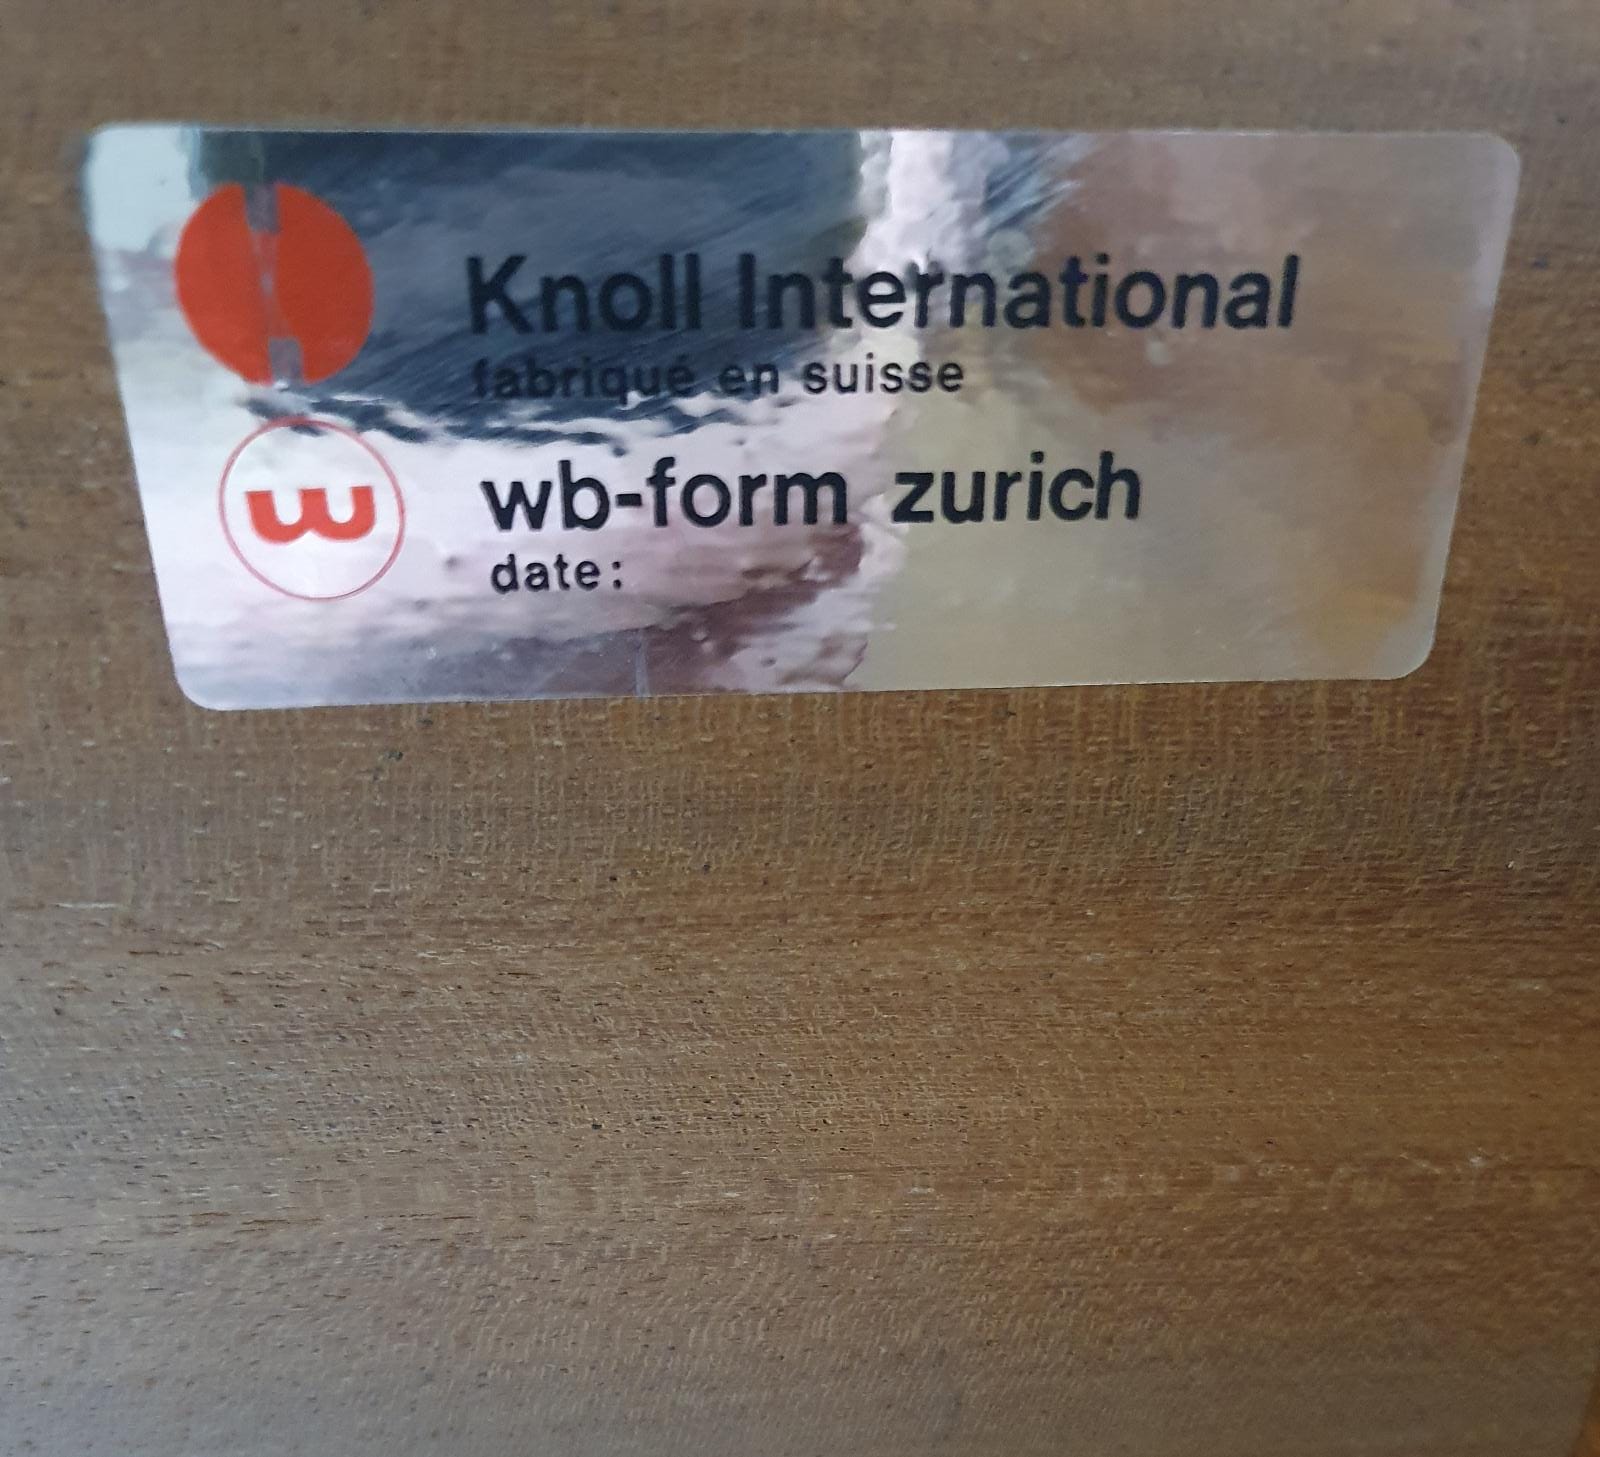 Knoll International
fabriqué en suisse
wb-form zurich
date: